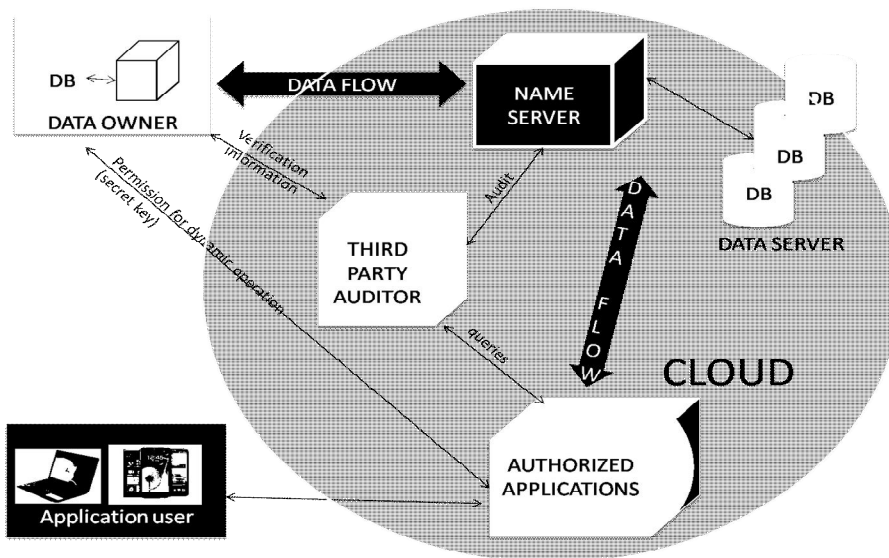 DB
DATA OWNER
DATA FLOW
NAME
SERVER
DB
DB
DB
DATA SERVER
Verification
information
Permission for dynamic operation
(secret key)
Audit
THIRD
PARTY
AUDITOR
DATA FLOW
queries
CLOUD
AUTHORIZED
APPLICATIONS
Application user